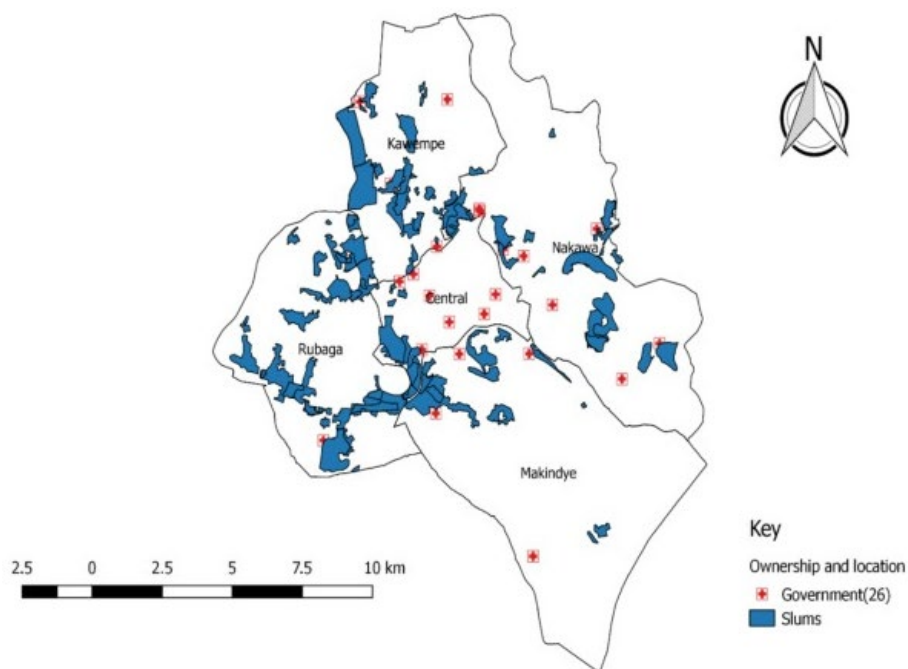 N
Kawempe
Nakawa
Central
Rubaga
Makindye
2.5 0 2.5 5 7.5 10 km
Key
Ownership and location
Government(26)
Slums